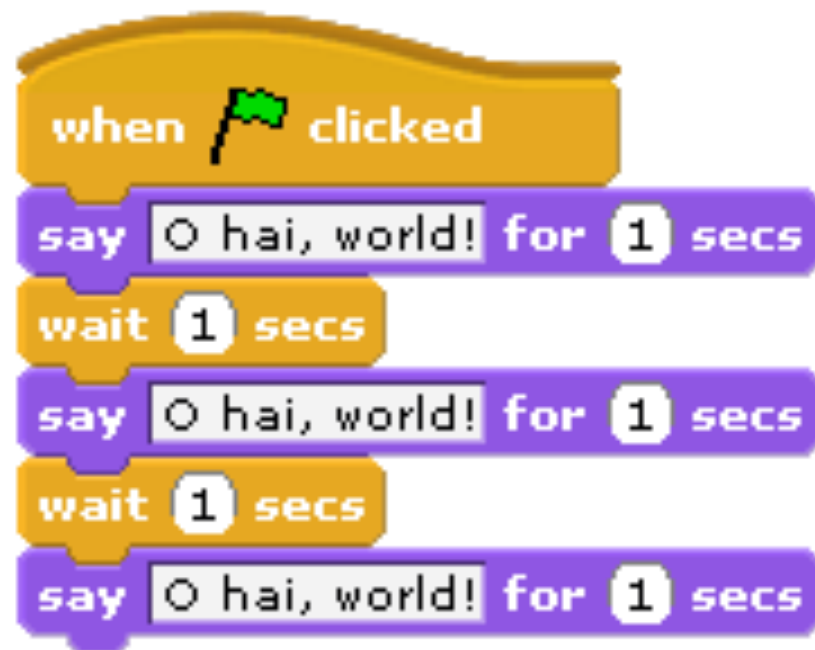 when clicked
say O hai, world! for 1 secs
wait 1 secs
say O hai, world! for 1 secs
wait 1 secs
say O hai, world! for 1 secs